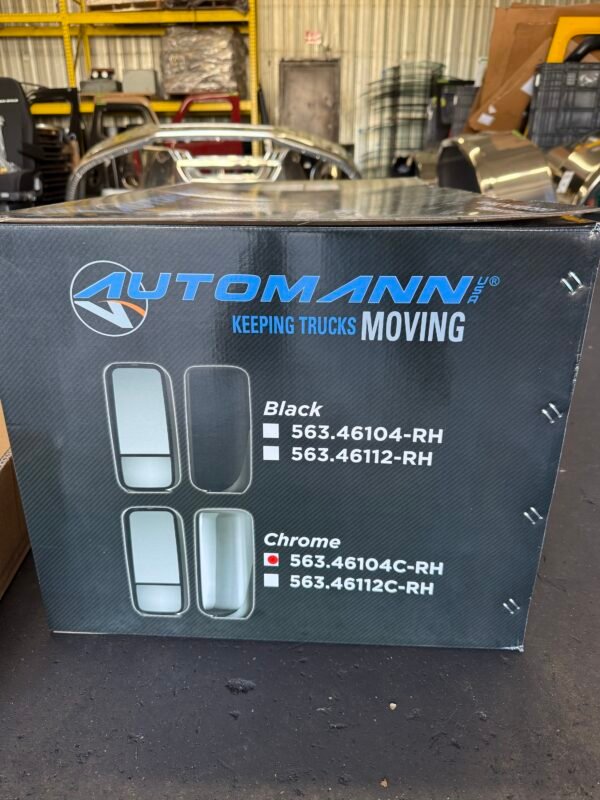 AUTOMANN USA®
KEEPING TRUCKS MOVING
Black
563.46104-RH
563.46112-RH
Chrome
563.46104C-RH
563.46112C-RH